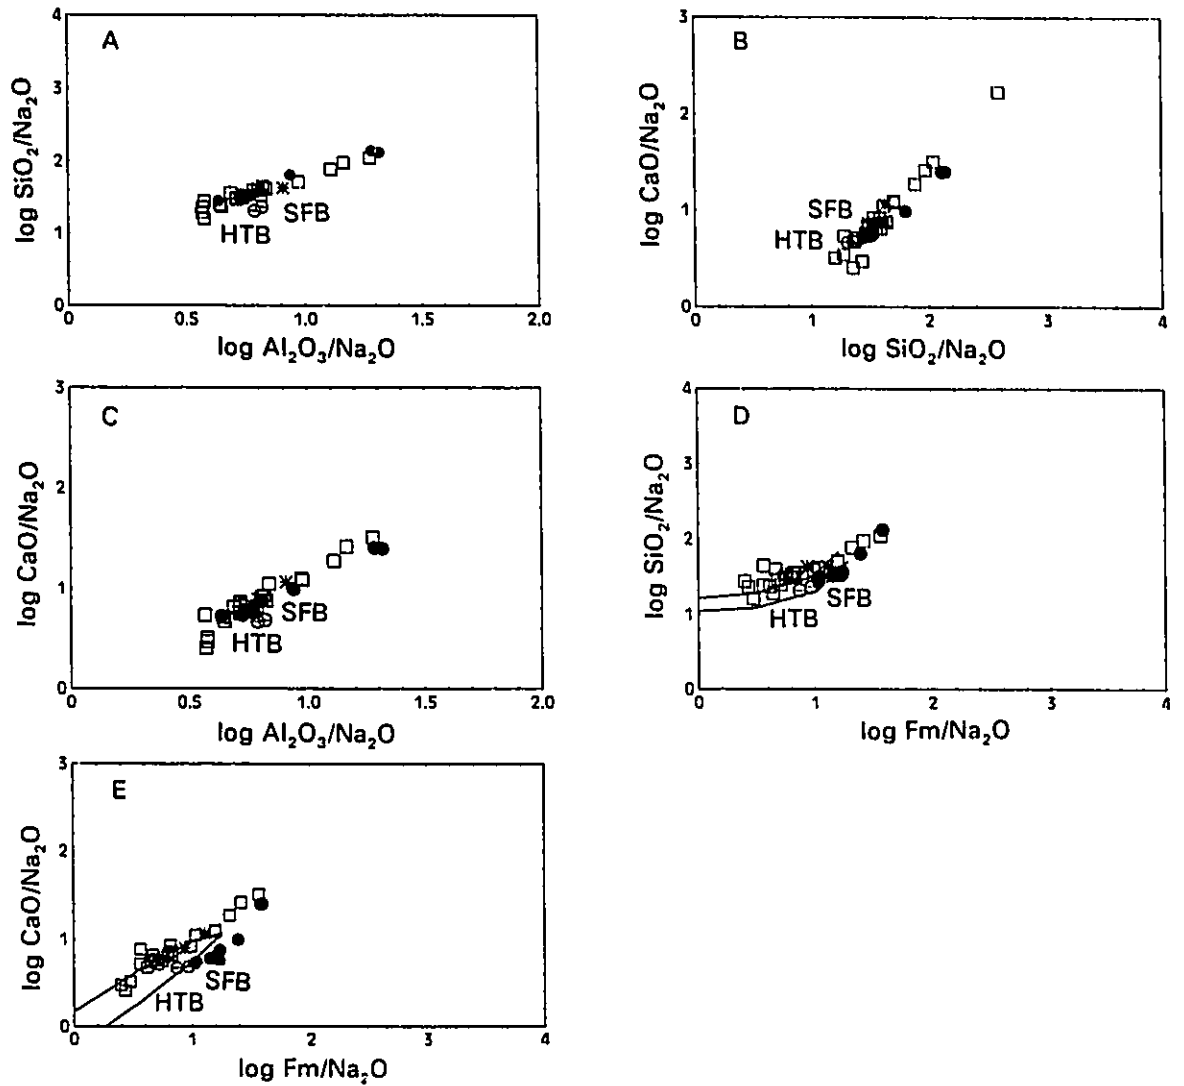 A
log SiO₂/Na₂O
4
3
2
1
0
HTB
SFB
0 0.5 1.0 1.5 2.0
log Al₂O₃/Na₂O
B
log CaO/Na₂O
3
2
1
0
SFB
HTB
0 1 2 3 4
log SiO₂/Na₂O
C
log CaO/Na₂O
3
2
1
0
SFB
HTB
0 0.5 1.0 1.5 2.0
log Al₂O₃/Na₂O
D
log SiO₂/Na₂O
4
3
2
1
0
HTB
SFB
0 1 2 3 4
log Fm/Na₂O
E
log CaO/Na₂O
3
2
1
0
HTB
SFB
0 1 2 3 4
log Fm/Na₂O